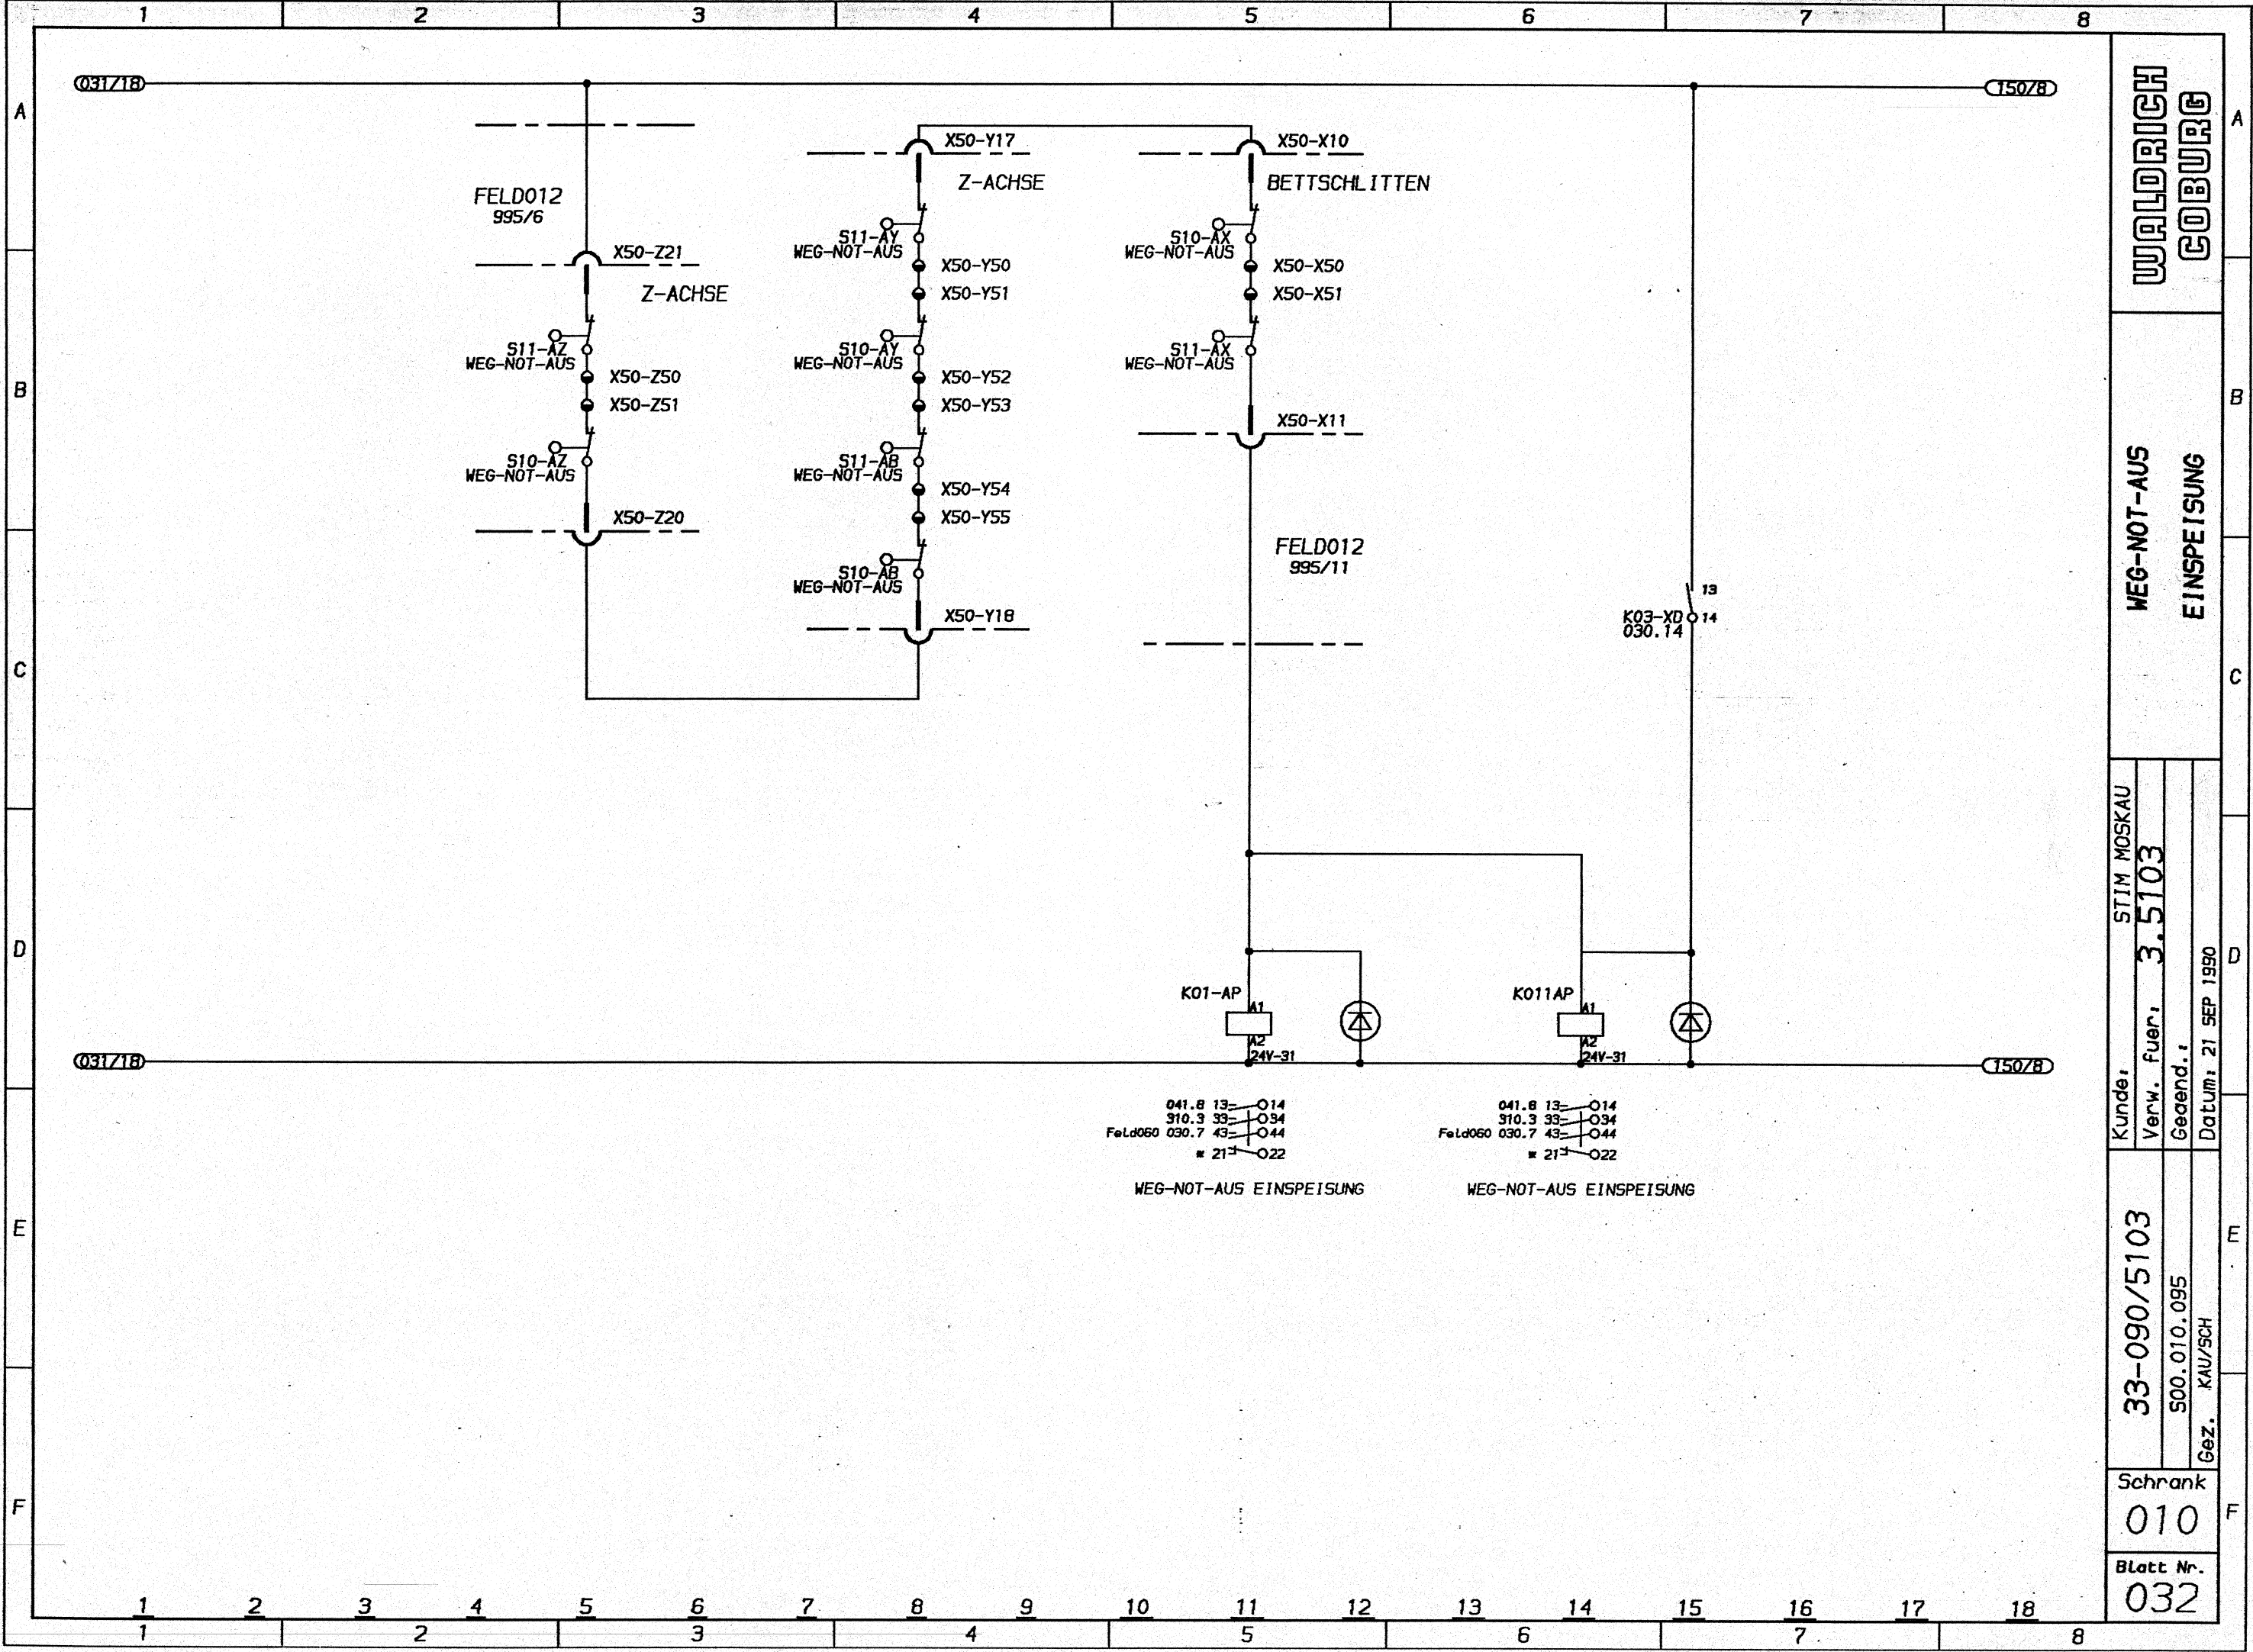 1 2 3 4 5 6 7 8
031/18
150/8
A
A
FELD012
995/6
X50-Z21
Z-ACHSE
S11-AZ
WEG-NOT-AUS
X50-Z50
X50-Z51
S10-AZ
WEG-NOT-AUS
X50-Z20
X50-Y17
Z-ACHSE
S11-AY
WEG-NOT-AUS
X50-Y50
X50-Y51
S10-AY
WEG-NOT-AUS
X50-Y52
X50-Y53
S11-AB
WEG-NOT-AUS
X50-Y54
X50-Y55
S10-AB
WEG-NOT-AUS
X50-Y18
X50-X10
BETTSCHLITTEN
S10-AX
WEG-NOT-AUS
X50-X50
X50-X51
S11-AX
WEG-NOT-AUS
X50-X11
FELD012
995/11
13
K03-XD 14
030.14
B
B
C
C
D
D
K01-AP
A1
A2
24V-31
K011AP
A1
A2
24V-31
031/18
150/8
041.8 13 14
310.3 33 34
Feld060 030.7 43 44
* 21 22
WEG-NOT-AUS EINSPEISUNG
041.8 13 14
310.3 33 34
Feld060 030.7 43 44
* 21 22
WEG-NOT-AUS EINSPEISUNG
E
E
F
F
WALDRICH
COBURG
WEG-NOT-AUS
EINSPEISUNG
Kunde: STIM MOSKAU
Verw. fuer: 3.5103
Geaend.:
Datum: 21 SEP 1990
33-090/5103
S00.010.095
Gez. KAU/SCH
Schrank
010
Blatt Nr.
032
1 2 3 4 5 6 7 8 9 10 11 12 13 14 15 16 17 18
1 2 3 4 5 6 7 8